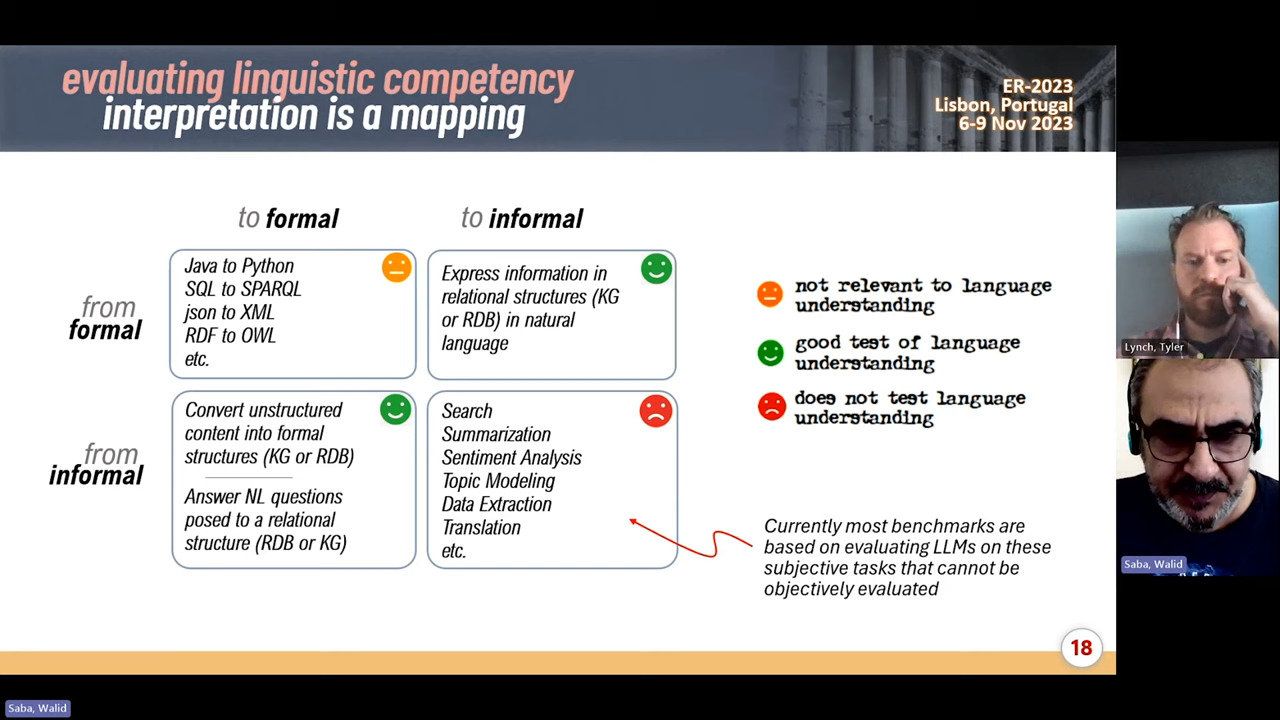 evaluating linguistic competency
interpretation is a mapping
ER-2023
Lisbon, Portugal
6-9 Nov 2023
to formal
to informal
from
formal
Java to Python
SQL to SPARQL
json to XML
RDF to OWL
etc.
Express information in
relational structures (KG
or RDB) in natural
language
from
informal
Convert unstructured
content into formal
structures (KG or RDB)
Answer NL questions
posed to a relational
structure (RDB or KG)
Search
Summarization
Sentiment Analysis
Topic Modeling
Data Extraction
Translation
etc.
not relevant to language
understanding
good test of language
understanding
does not test language
understanding
Currently most benchmarks are
based on evaluating LLMs on these
subjective tasks that cannot be
objectively evaluated
18
Lynch, Tyler
Saba, Walid
Saba, Walid